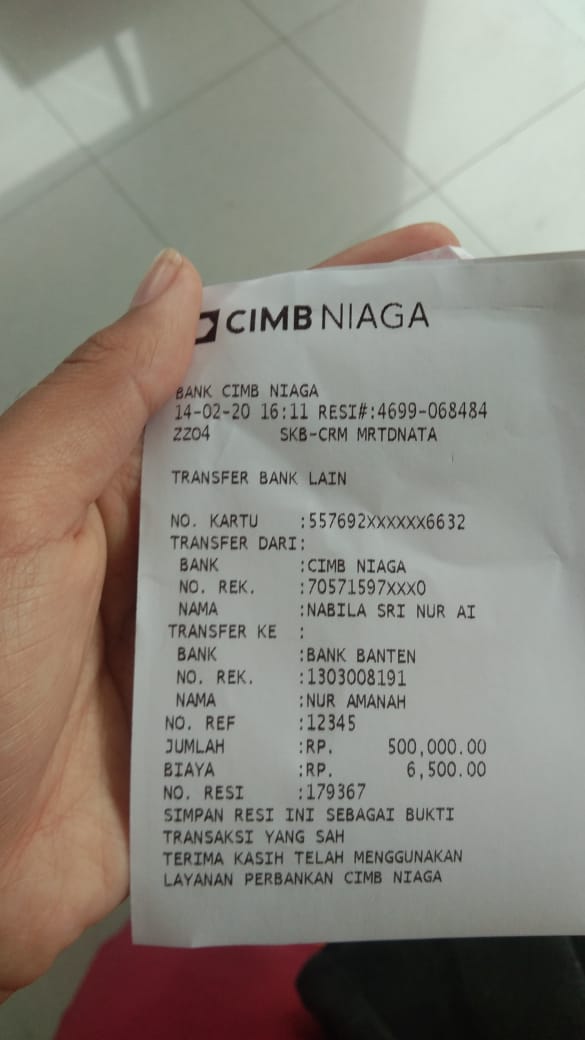 CIMB NIAGA
BANK CIMB NIAGA
14-02-20 16:11 RESI#:4699-068484
ZZ04 SKB-CRM MRTDNATA
TRANSFER BANK LAIN
NO. KARTU :557692XXXXXX6632
TRANSFER DARI:
BANK :CIMB NIAGA
NO. REK. :70571597XXX0
NAMA :NABILA SRI NUR AI
TRANSFER KE :
BANK :BANK BANTEN
NO. REK. :1303008191
NAMA :NUR AMANAH
NO. REF :12345
JUMLAH :RP. 500,000.00
BIAYA :RP. 6,500.00
NO. RESI :179367
SIMPAN RESI INI SEBAGAI BUKTI
TRANSAKSI YANG SAH
TERIMA KASIH TELAH MENGGUNAKAN
LAYANAN PERBANKAN CIMB NIAGA